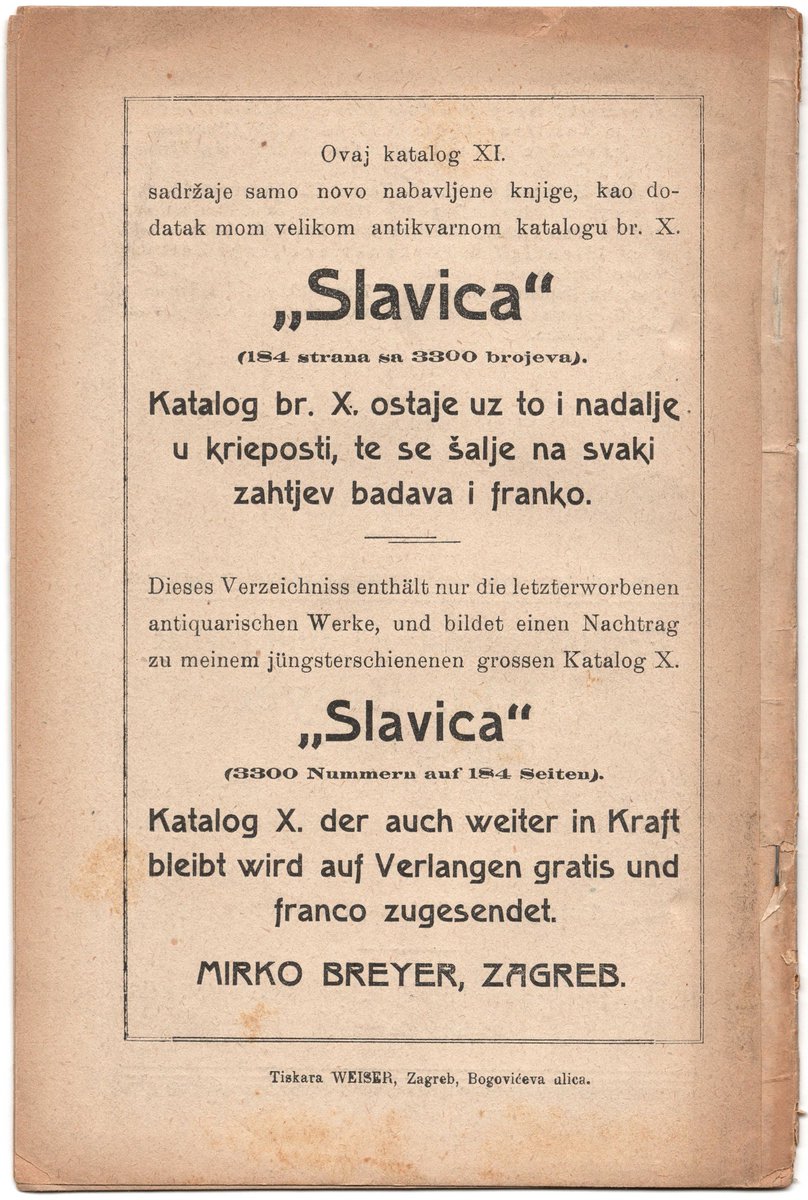 Ovaj katalog XI.
sadržaje samo novo nabavljene knjige, kao do-
datak mom velikom antikvarnom katalogu br. X.
„Slavica“
(184 strana sa 3300 brojeva).
Katalog br. X. ostaje uz to i nadalje
u krieposti, te se šalje na svaki
zahtjev badava i franko.
Dieses Verzeichniss enthält nur die letzterworbenen
antiquarischen Werke, und bildet einen Nachtrag
zu meinem jüngsterschienenen grossen Katalog X.
„Slavica“
(3300 Nummern auf 184 Seiten).
Katalog X. der auch weiter in Kraft
bleibt wird auf Verlangen gratis und
franco zugesendet.
MIRKO BREYER, ZAGREB.
Tiskara WEISER, Zagreb, Bogovićeva ulica.